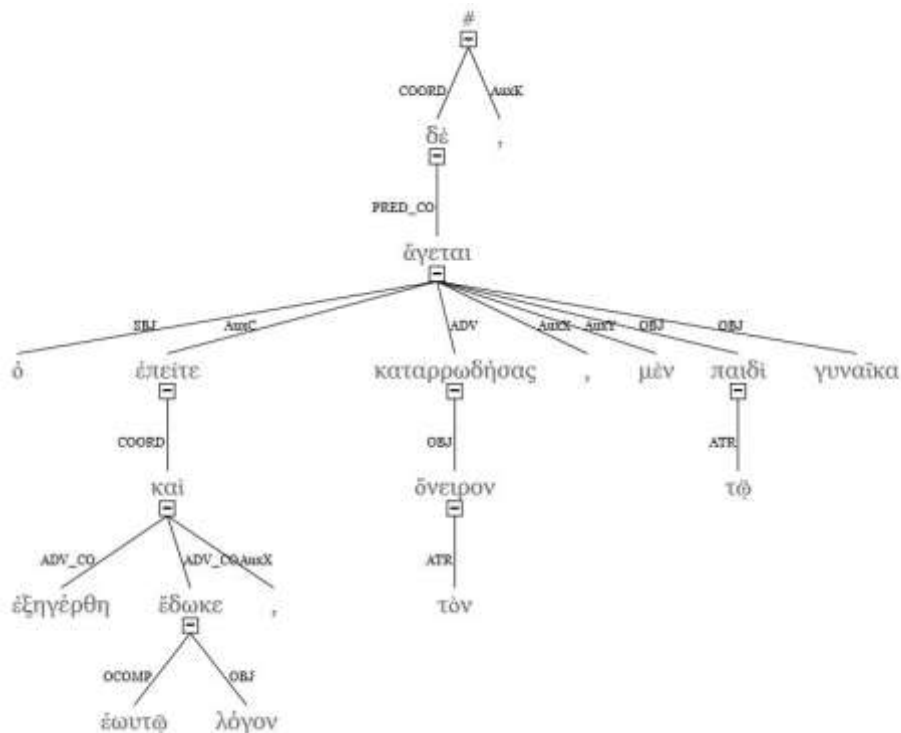 #
COORD AuxK
δὲ ,
PRED_CO
ἄγεται
SBJ AuxC ADV AuxX AuxY OBJ OBJ
ὁ ἐπείτε καταρρωδήσας , μὲν παιδὶ γυναῖκα
COORD OBJ ATR
καὶ ὄνειρον τῷ
ADV_CO ADV_CO AuxX ATR
ἐξηγέρθη ἔδωκε , τὸν
OCOMP OBJ
ἑωυτῷ λόγον